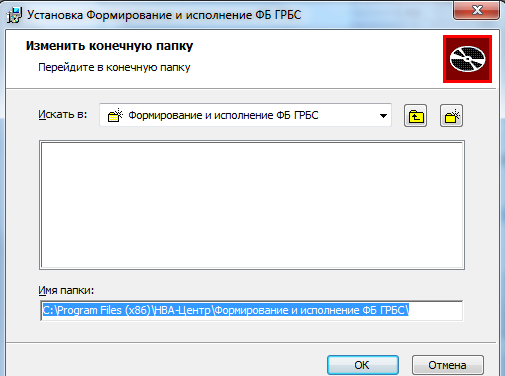 Установка Формирование и исполнение ФБ ГРБС
Изменить конечную папку
Перейдите в конечную папку
Искать в: Формирование и исполнение ФБ ГРБС
Имя папки:
C:\Program Files (x86)\НВА-Центр\Формирование и исполнение ФБ ГРБС\
OK Отмена